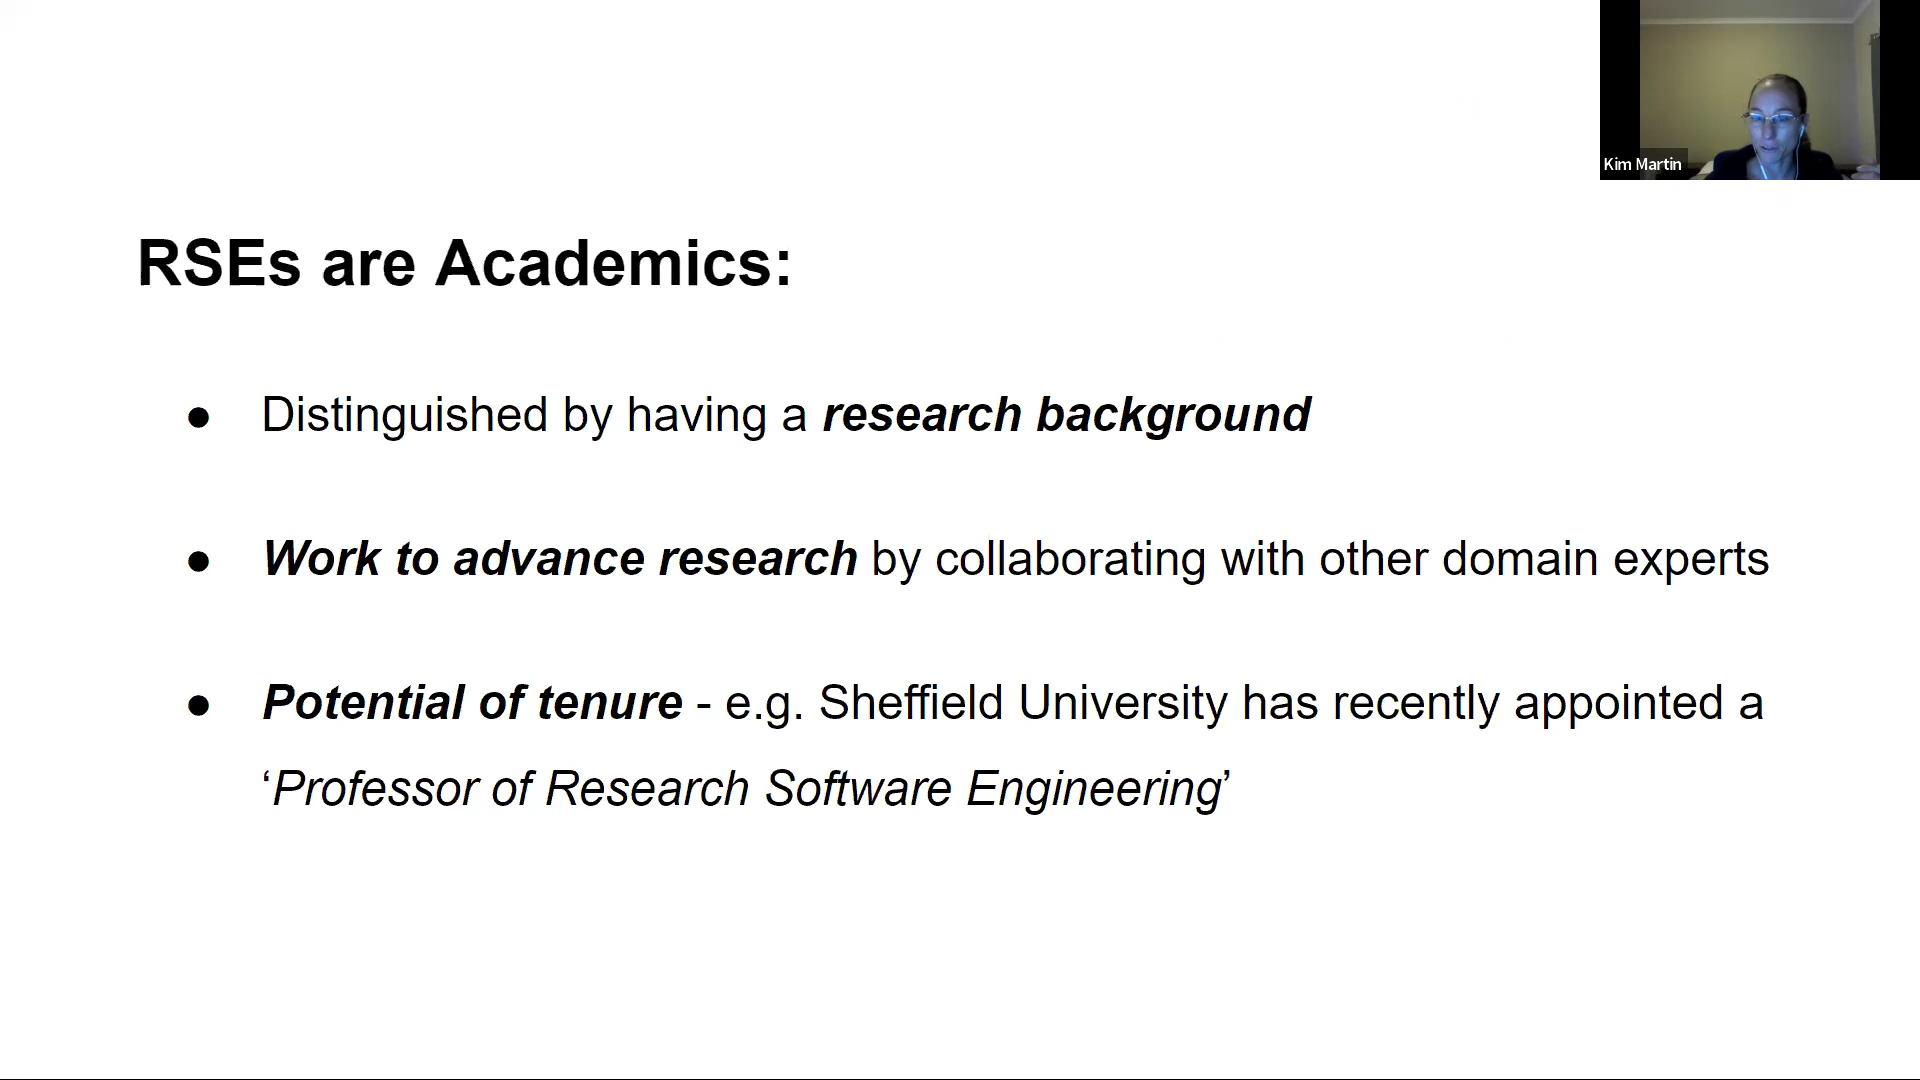 Kim Martin
RSEs are Academics:
● Distinguished by having a research background
● Work to advance research by collaborating with other domain experts
● Potential of tenure - e.g. Sheffield University has recently appointed a
‘Professor of Research Software Engineering’